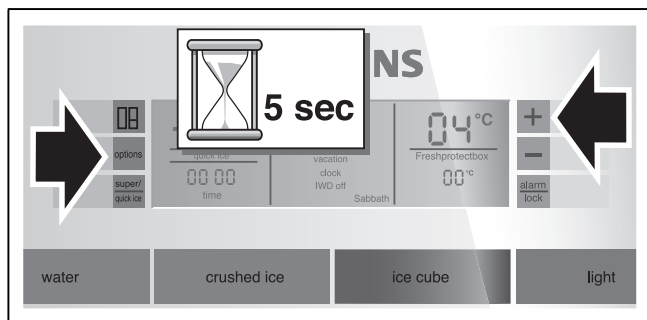 NS
5 sec
options
super/
quick ice
quick ice
00 00
time
vacation
clock
IWD off
Sabbath
04 °C
Freshprotectbox
00 °C
+
−
alarm
lock
water
crushed ice
ice cube
light